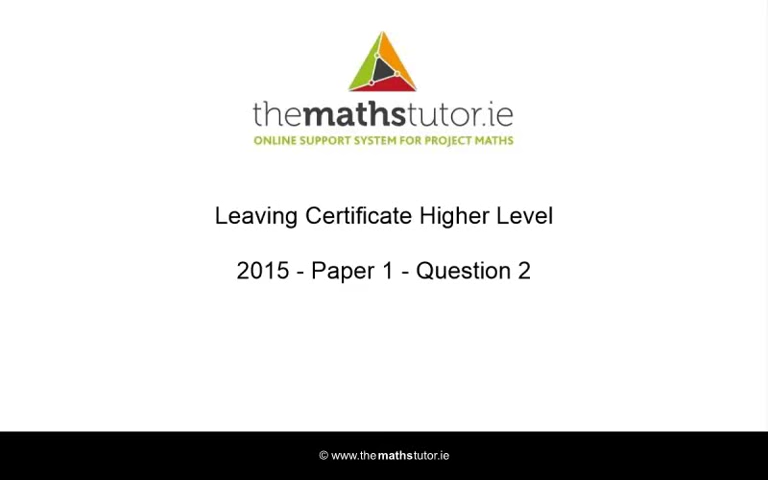 themathstutor.ie
ONLINE SUPPORT SYSTEM FOR PROJECT MATHS
Leaving Certificate Higher Level
2015 - Paper 1 - Question 2
© www.themathstutor.ie